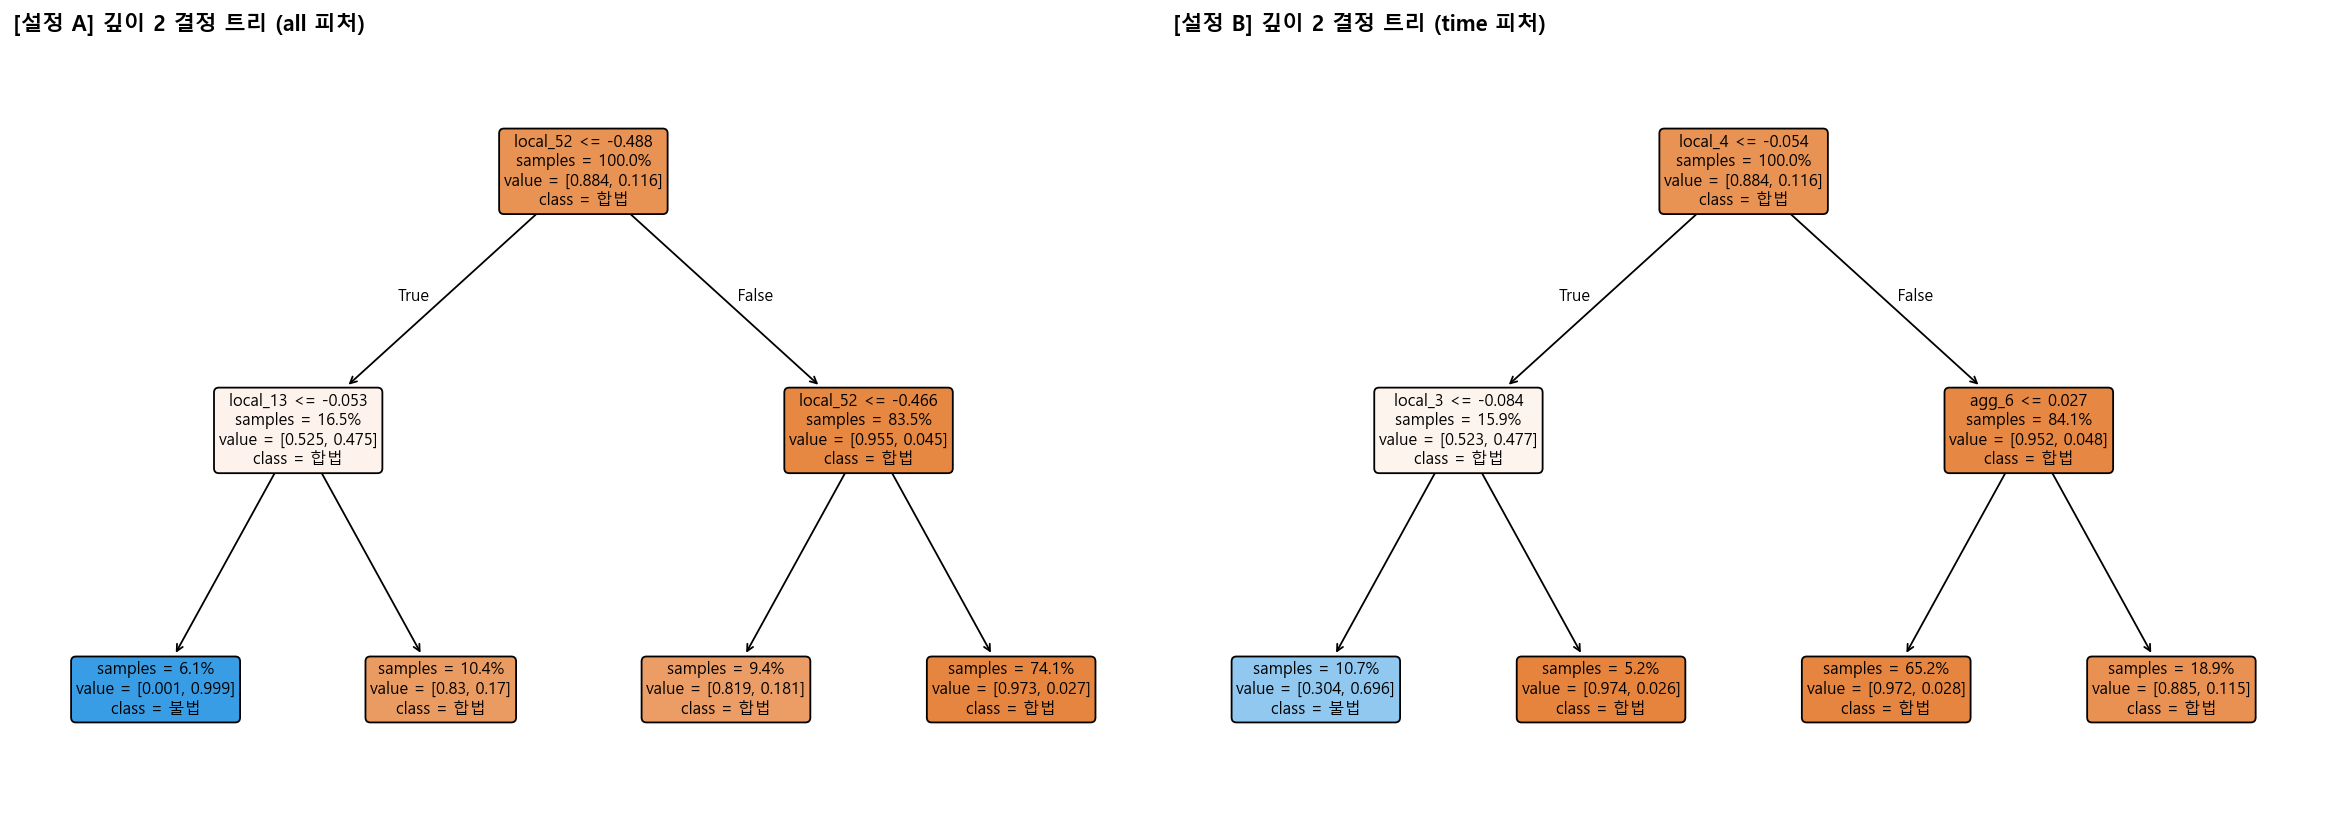 [설정 A] 깊이 2 결정 트리 (all 피처)
local_52 <= -0.488
samples = 100.0%
value = [0.884, 0.116]
class = 합법
True
False
local_13 <= -0.053
samples = 16.5%
value = [0.525, 0.475]
class = 합법
local_52 <= -0.466
samples = 83.5%
value = [0.955, 0.045]
class = 합법
samples = 6.1%
value = [0.001, 0.999]
class = 불법
samples = 10.4%
value = [0.83, 0.17]
class = 합법
samples = 9.4%
value = [0.819, 0.181]
class = 합법
samples = 74.1%
value = [0.973, 0.027]
class = 합법
[설정 B] 깊이 2 결정 트리 (time 피처)
local_4 <= -0.054
samples = 100.0%
value = [0.884, 0.116]
class = 합법
True
False
local_3 <= -0.084
samples = 15.9%
value = [0.523, 0.477]
class = 합법
agg_6 <= 0.027
samples = 84.1%
value = [0.952, 0.048]
class = 합법
samples = 10.7%
value = [0.304, 0.696]
class = 불법
samples = 5.2%
value = [0.974, 0.026]
class = 합법
samples = 65.2%
value = [0.972, 0.028]
class = 합법
samples = 18.9%
value = [0.885, 0.115]
class = 합법